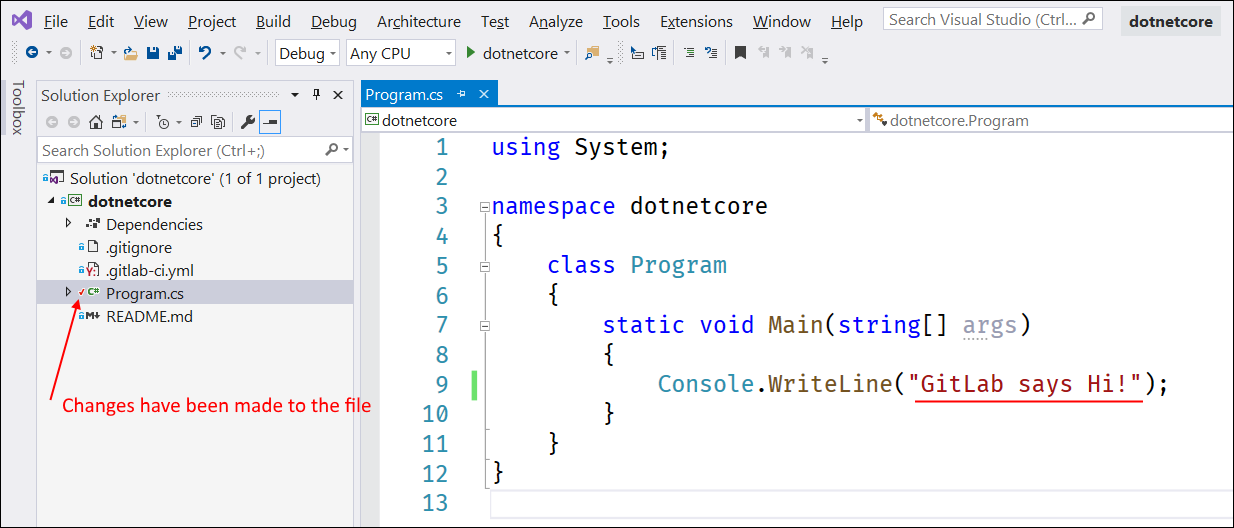 File Edit View Project Build Debug Architecture Test Analyze Tools Extensions Window Help Search Visual Studio (Ctrl... dotnetcore
Debug Any CPU dotnetcore
Toolbox
Solution Explorer
Search Solution Explorer (Ctrl+;)
Solution 'dotnetcore' (1 of 1 project)
C# dotnetcore
Dependencies
.gitignore
Y: .gitlab-ci.yml
C# Program.cs
M README.md
Changes have been made to the file
Program.cs
C# dotnetcore dotnetcore.Program
1 using System;
2
3 namespace dotnetcore
4 {
5 class Program
6 {
7 static void Main(string[] args)
8 {
9 Console.WriteLine("GitLab says Hi!");
10 }
11 }
12 }
13